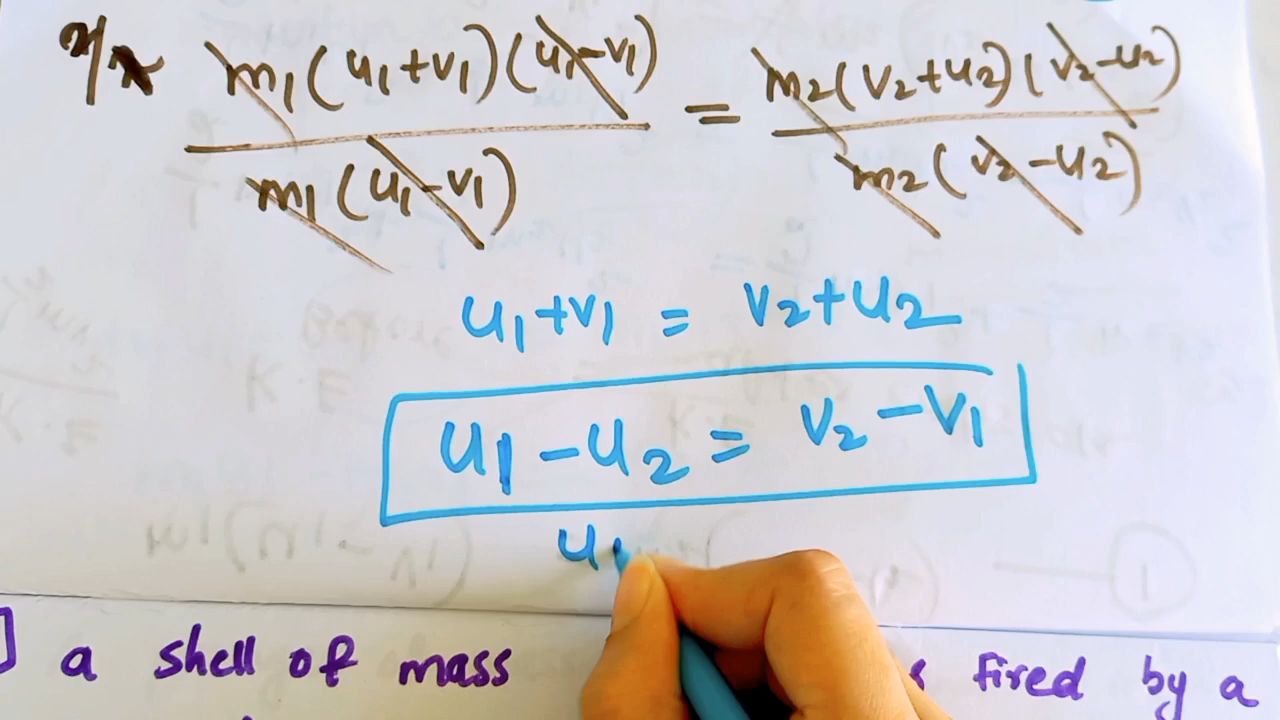 m1(u1+v1)(u1-v1) = m2(v2+u2)(v2-u2)
m1(u1-v1) m2(v2-u2)
u1+v1 = v2+u2
u1-u2 = v2-v1
u1
] a shell of mass fired by a